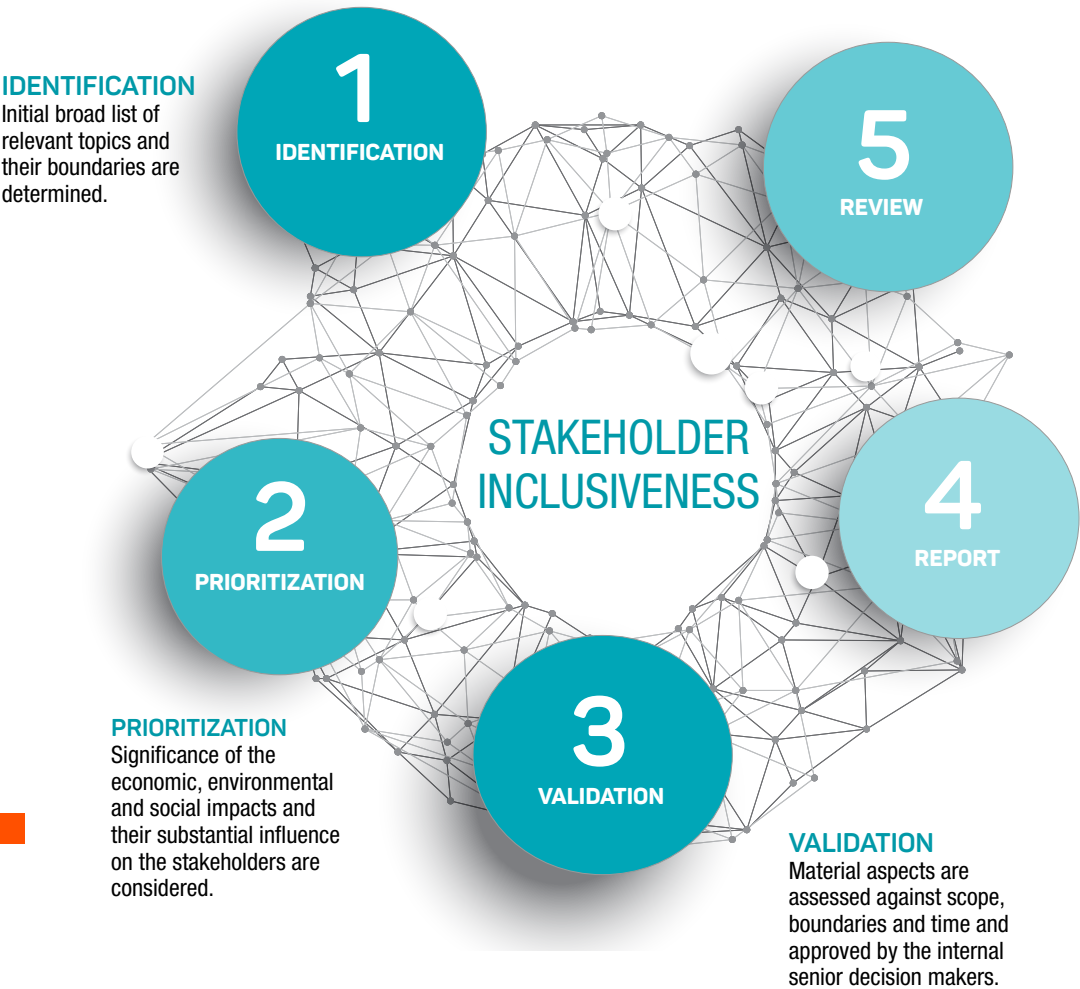 IDENTIFICATION
Initial broad list of
relevant topics and
their boundaries are
determined.
1
IDENTIFICATION
5
REVIEW
STAKEHOLDER
INCLUSIVENESS
2
PRIORITIZATION
4
REPORT
3
VALIDATION
PRIORITIZATION
Significance of the
economic, environmental
and social impacts and
their substantial influence
on the stakeholders are
considered.
VALIDATION
Material aspects are
assessed against scope,
boundaries and time and
approved by the internal
senior decision makers.